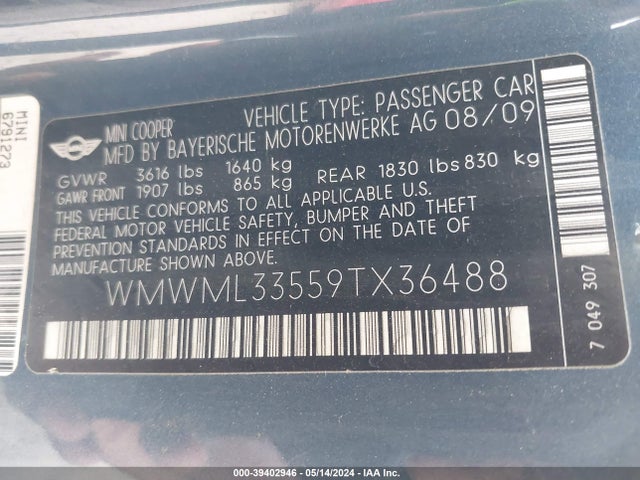 MINI
6791273
MINI COOPER
VEHICLE TYPE: PASSENGER CAR
MFD BY BAYERISCHE MOTORENWERKE AG 08/09
GVWR 3616 lbs 1640 kg
GAWR FRONT 1907 lbs 865 kg REAR 1830 lbs 830 kg
THIS VEHICLE CONFORMS TO ALL APPLICABLE U.S.
FEDERAL MOTOR VEHICLE SAFETY, BUMPER AND THEFT
PREVENTION STANDARDS IN EFFECT ON THE DATE OF
MANUFACTURE SHOWN ABOVE.
WMWML33559TX36488
7 049 307
000-39402946 - 05/14/2024 - IAA Inc.